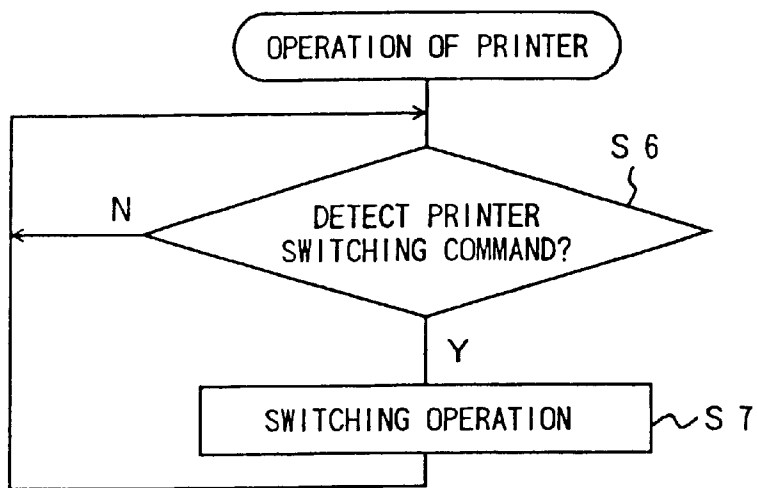 OPERATION OF PRINTER
S 6
N
DETECT PRINTER
SWITCHING COMMAND?
Y
SWITCHING OPERATION
S 7